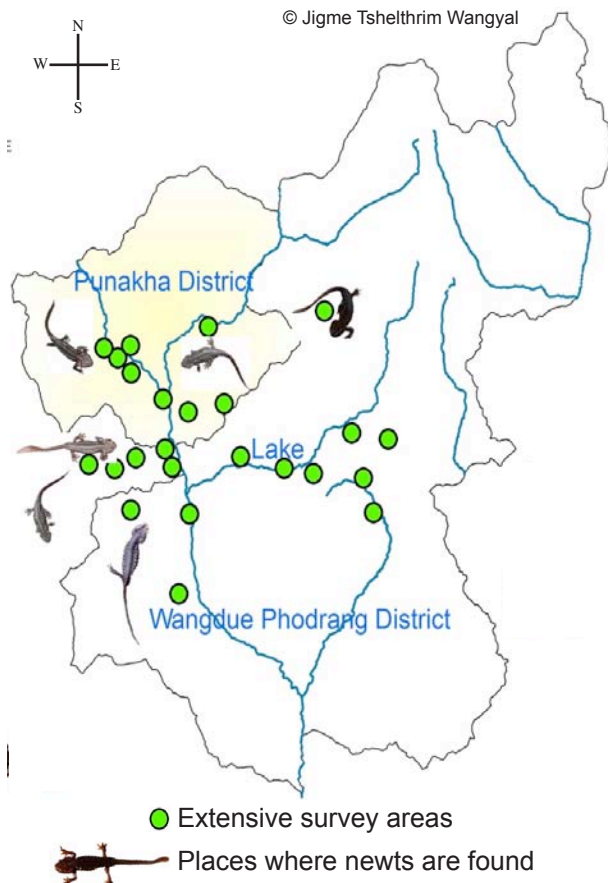 © Jigme Tshelthrim Wangyal
N
W E
S
Punakha District
Lake
Wangdue Phodrang District
Extensive survey areas
Places where newts are found